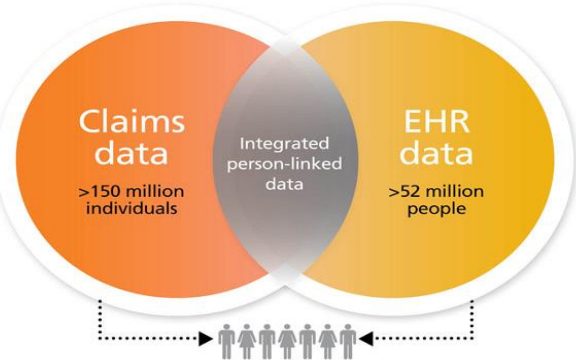 Claims
data
>150 million
individuals
Integrated
person-linked
data
EHR
data
>52 million
people